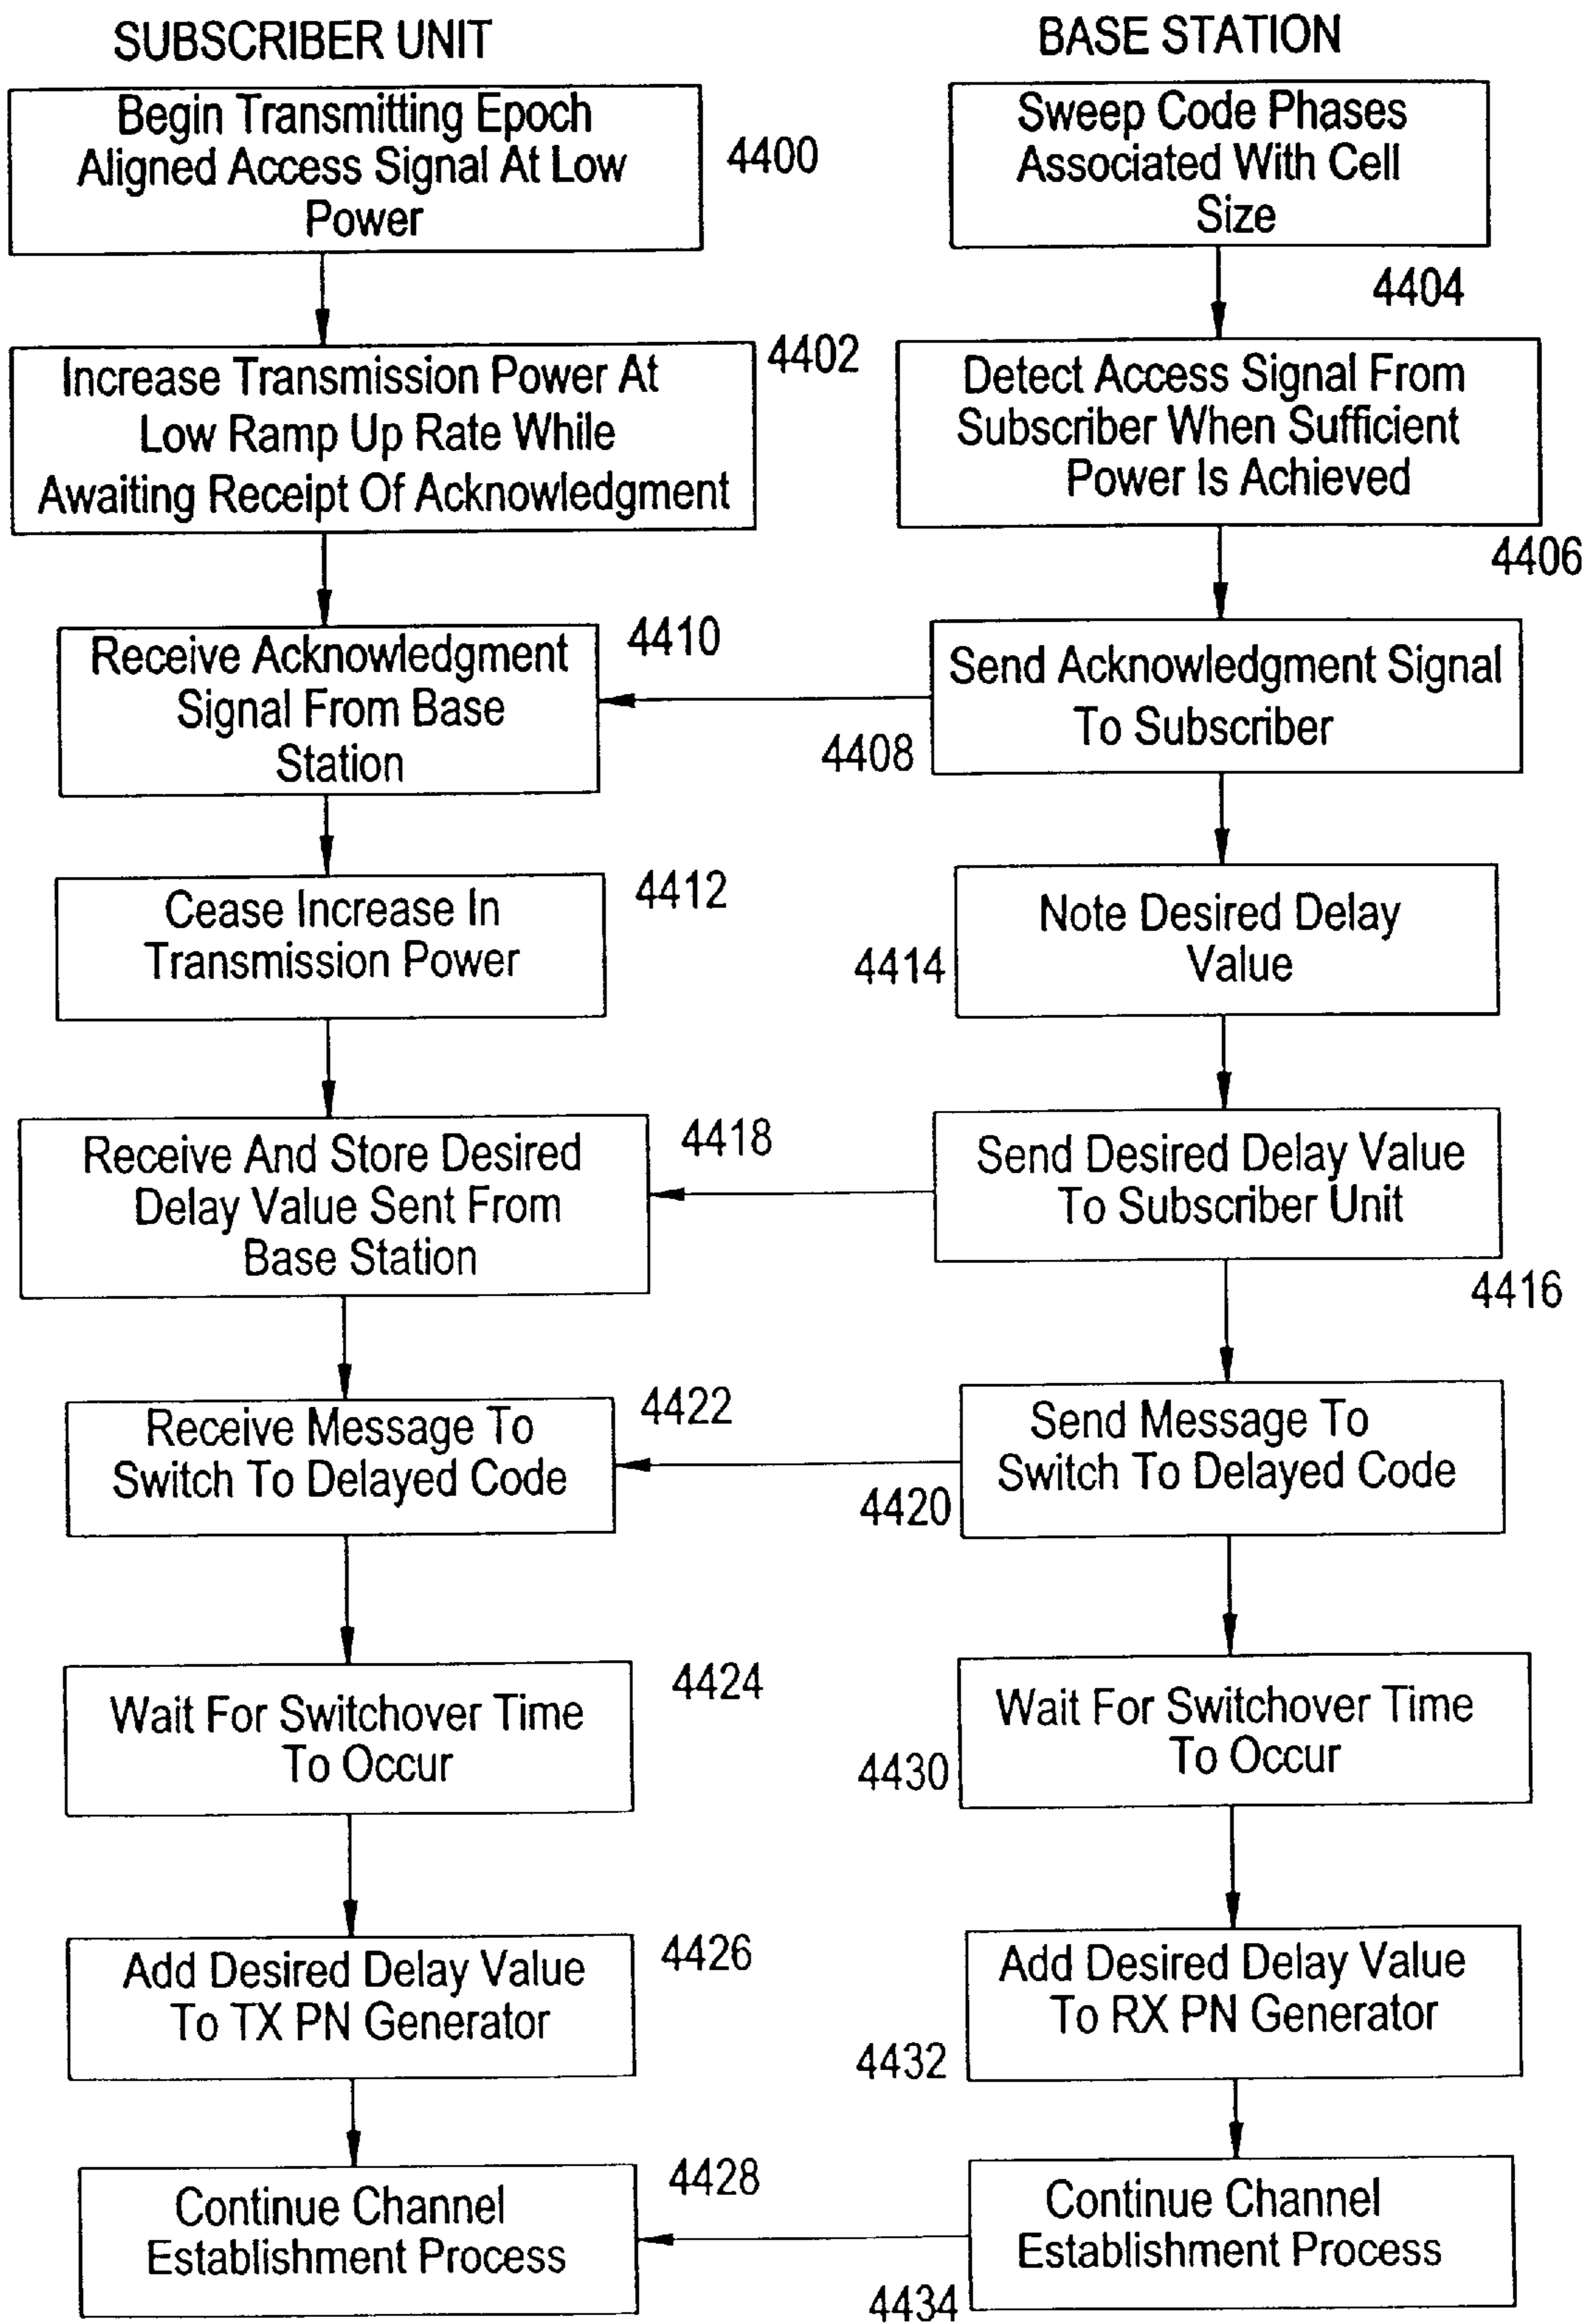 SUBSCRIBER UNIT
BASE STATION
Begin Transmitting Epoch
Aligned Access Signal At Low
Power
4400
Sweep Code Phases
Associated With Cell
Size
4404
Increase Transmission Power At
Low Ramp Up Rate While
Awaiting Receipt Of Acknowledgment
4402
Detect Access Signal From
Subscriber When Sufficient
Power Is Achieved
4406
Receive Acknowledgment
Signal From Base
Station
4410
Send Acknowledgment Signal
To Subscriber
4408
Cease Increase In
Transmission Power
4412
Note Desired Delay
Value
4414
Receive And Store Desired
Delay Value Sent From
Base Station
4418
Send Desired Delay Value
To Subscriber Unit
4416
Receive Message To
Switch To Delayed Code
4422
Send Message To
Switch To Delayed Code
4420
Wait For Switchover Time
To Occur
4424
Wait For Switchover Time
To Occur
4430
Add Desired Delay Value
To TX PN Generator
4426
Add Desired Delay Value
To RX PN Generator
4432
Continue Channel
Establishment Process
4428
Continue Channel
Establishment Process
4434